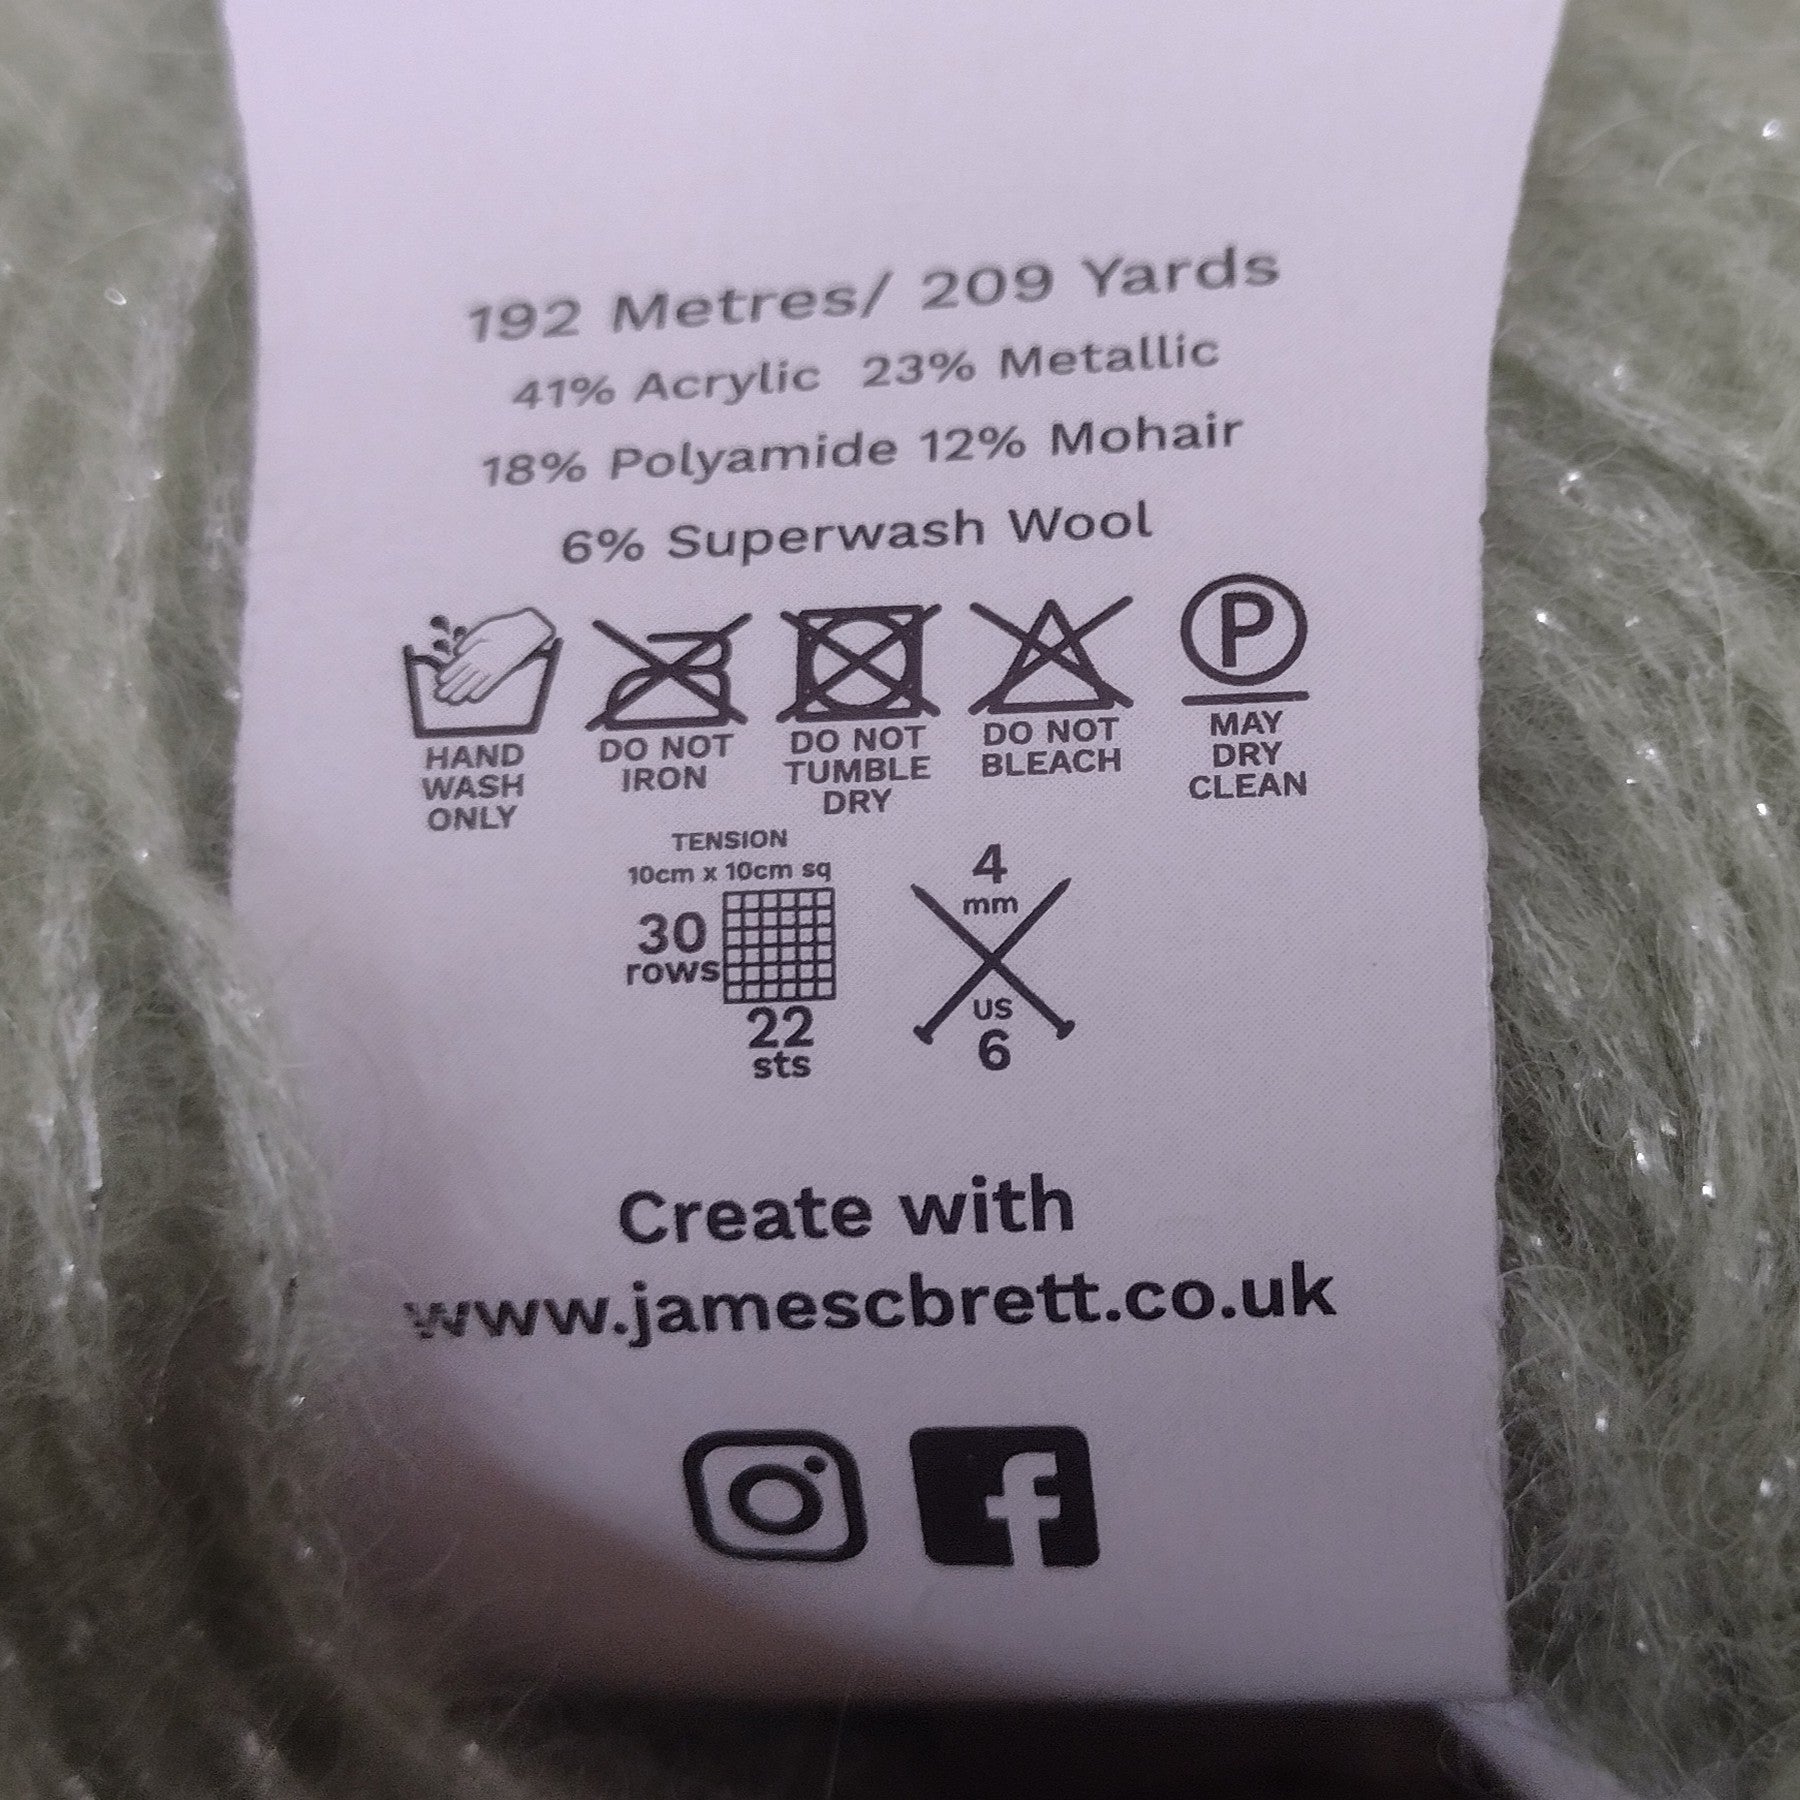 192 Metres/ 209 Yards
41% Acrylic 23% Metallic
18% Polyamide 12% Mohair
6% Superwash Wool
P
HAND
WASH
ONLY
DO NOT
IRON
DO NOT
TUMBLE
DRY
DO NOT
BLEACH
MAY
DRY
CLEAN
TENSION
10cm x 10cm sq
30
rows
22
sts
4
mm
US
6
Create with
www.jamescbrett.co.uk